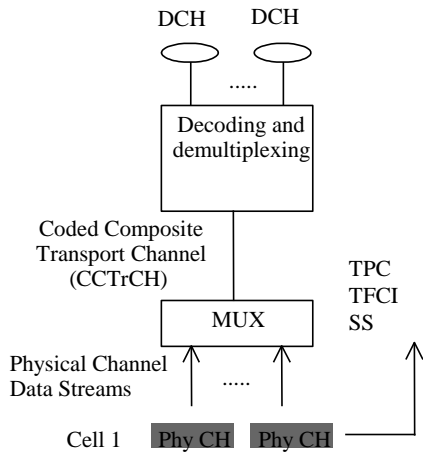 DCH DCH
.....
Decoding and
demultiplexing
Coded Composite
Transport Channel
(CCTrCH)
TPC
TFCI
SS
MUX
Physical Channel
Data Streams
.....
Cell 1 Phy CH Phy CH